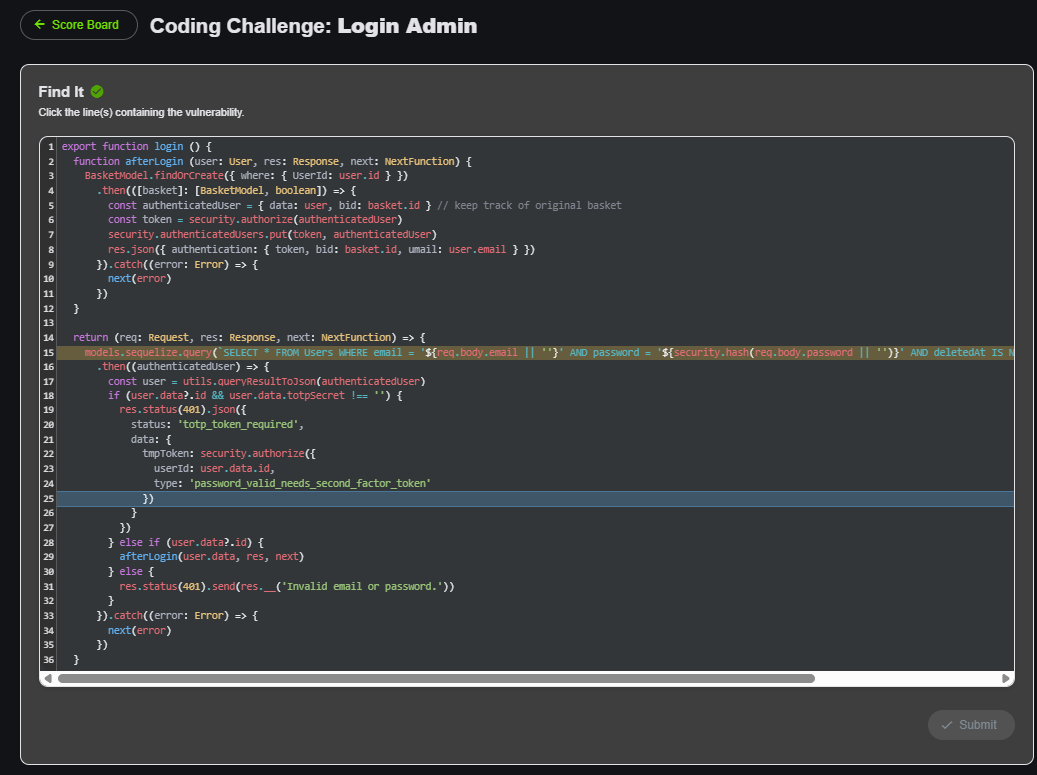 Score Board
Coding Challenge: Login Admin
Find It
Click the line(s) containing the vulnerability.
1 export function login () {
2 function afterLogin (user: User, res: Response, next: NextFunction) {
3 BasketModel.findOrCreate({ where: { UserId: user.id } })
4 .then(([basket]: [BasketModel, boolean]) => {
5 const authenticatedUser = { data: user, bid: basket.id } // keep track of original basket
6 const token = security.authorize(authenticatedUser)
7 security.authenticatedUsers.put(token, authenticatedUser)
8 res.json({ authentication: { token, bid: basket.id, umail: user.email } })
9 }).catch((error: Error) => {
10 next(error)
11 })
12 }
13
14 return (req: Request, res: Response, next: NextFunction) => {
15 models.sequelize.query(`SELECT * FROM Users WHERE email = '${req.body.email || ''}' AND password = '${security.hash(req.body.password || '')}' AND deletedAt IS N
16 .then((authenticatedUser) => {
17 const user = utils.queryResultToJson(authenticatedUser)
18 if (user.data?.id && user.data.totpSecret !== '') {
19 res.status(401).json({
20 status: 'totp_token_required',
21 data: {
22 tmpToken: security.authorize({
23 userId: user.data.id,
24 type: 'password_valid_needs_second_factor_token'
25 })
26 }
27 })
28 } else if (user.data?.id) {
29 afterLogin(user.data, res, next)
30 } else {
31 res.status(401).send(res.__('Invalid email or password.'))
32 }
33 }).catch((error: Error) => {
34 next(error)
35 })
36 }
Submit